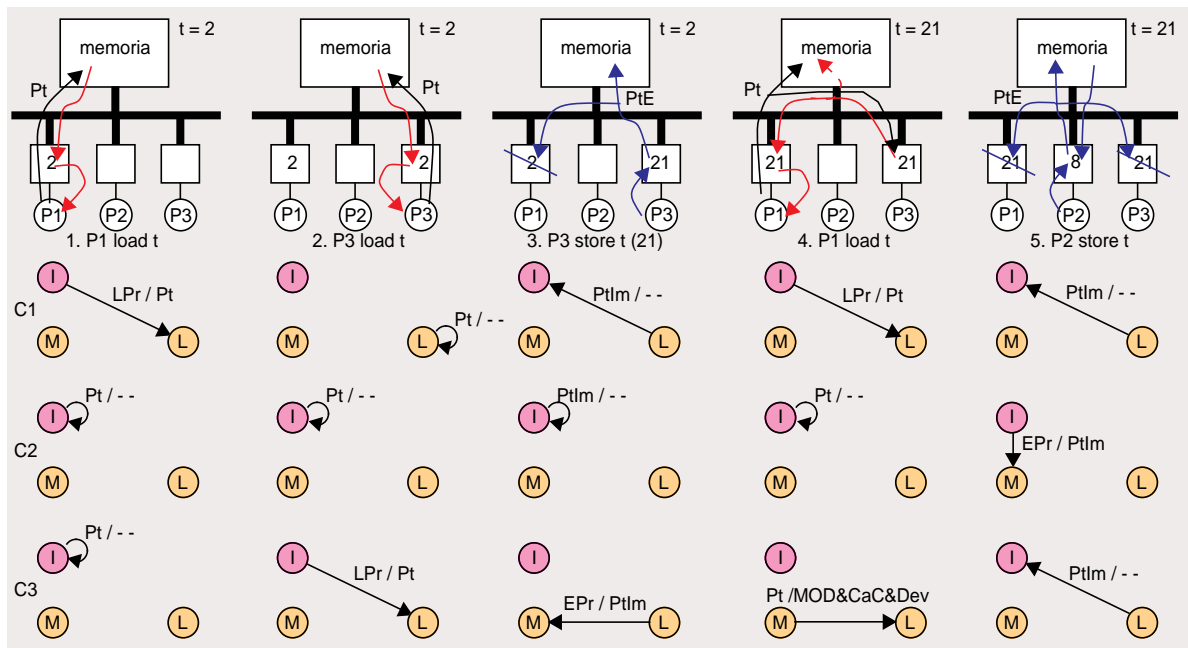 memoria t = 2 memoria t = 2 memoria t = 2 memoria t = 21 memoria t = 21
Pt Pt PtE Pt PtE
2 2 2 2 21 21 21 21 8 21
P1 P2 P3 P1 P2 P3 P1 P2 P3 P1 P2 P3 P1 P2 P3
1. P1 load t 2. P3 load t 3. P3 store t (21) 4. P1 load t 5. P2 store t
I I I I I
LPr / Pt PtIm / - - LPr / Pt PtIm / - -
C1
Pt / - -
M L M L M L M L M L
Pt / - - Pt / - - PtIm / - - Pt / - -
I I I I I
C2 EPr / PtIm
M L M L M L M L M L
Pt / - -
I I I I I
LPr / Pt PtIm / - -
C3 EPr / PtIm Pt /MOD&CaC&Dev
M L M L M L M L M L